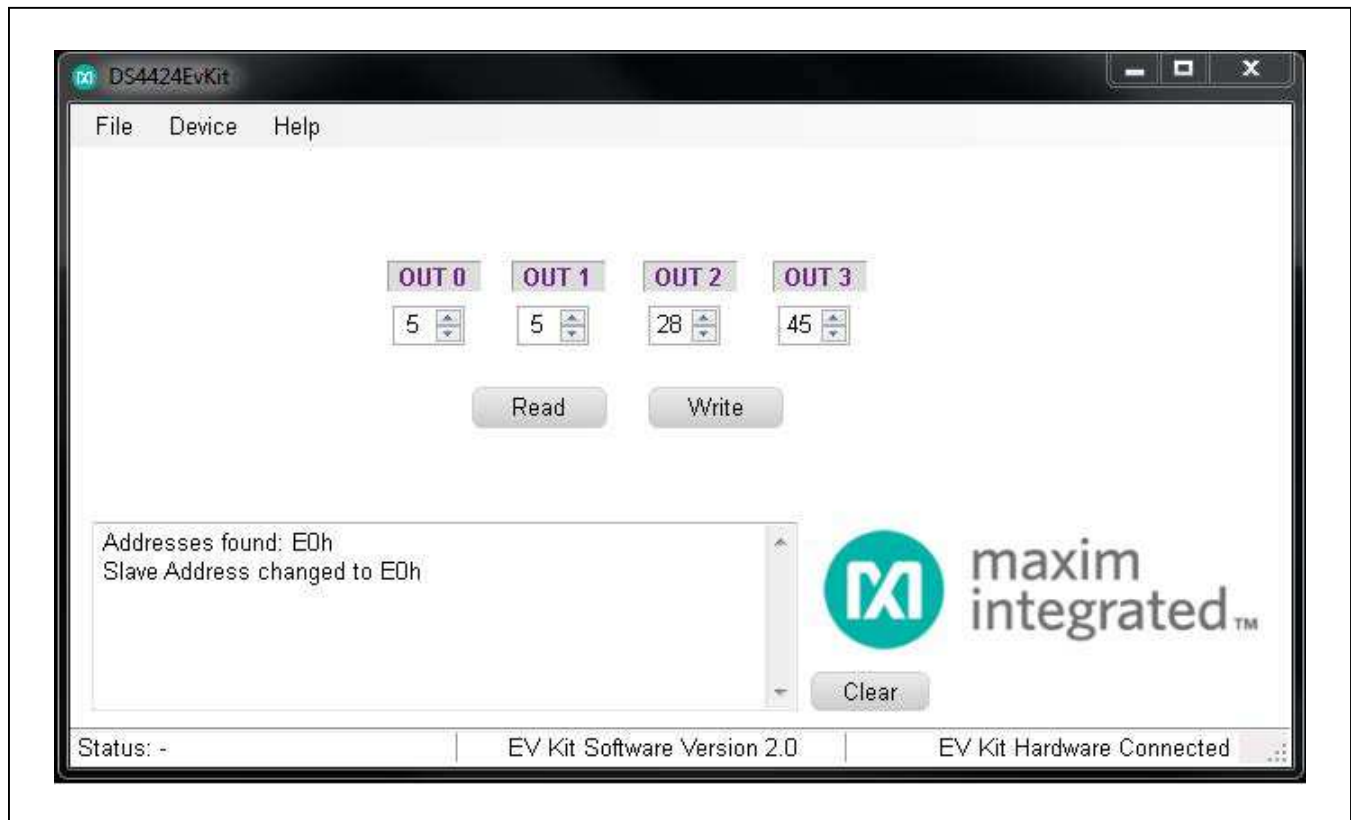 DS4424EvKit
File Device Help
OUT 0 OUT 1 OUT 2 OUT 3
5 5 28 45
Read Write
Addresses found: E0h
Slave Address changed to E0h
maxim
integrated™
Clear
Status: - EV Kit Software Version 2.0 EV Kit Hardware Connected